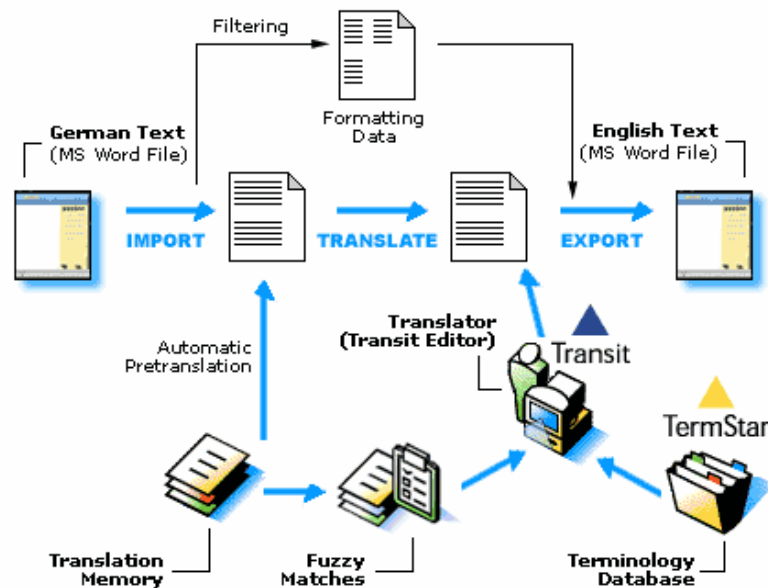 Filtering
Formatting
Data
German Text
(MS Word File)
English Text
(MS Word File)
IMPORT
TRANSLATE
EXPORT
Automatic
Pretranslation
Translator
(Transit Editor)
Transit
TermStar
Translation
Memory
Fuzzy
Matches
Terminology
Database